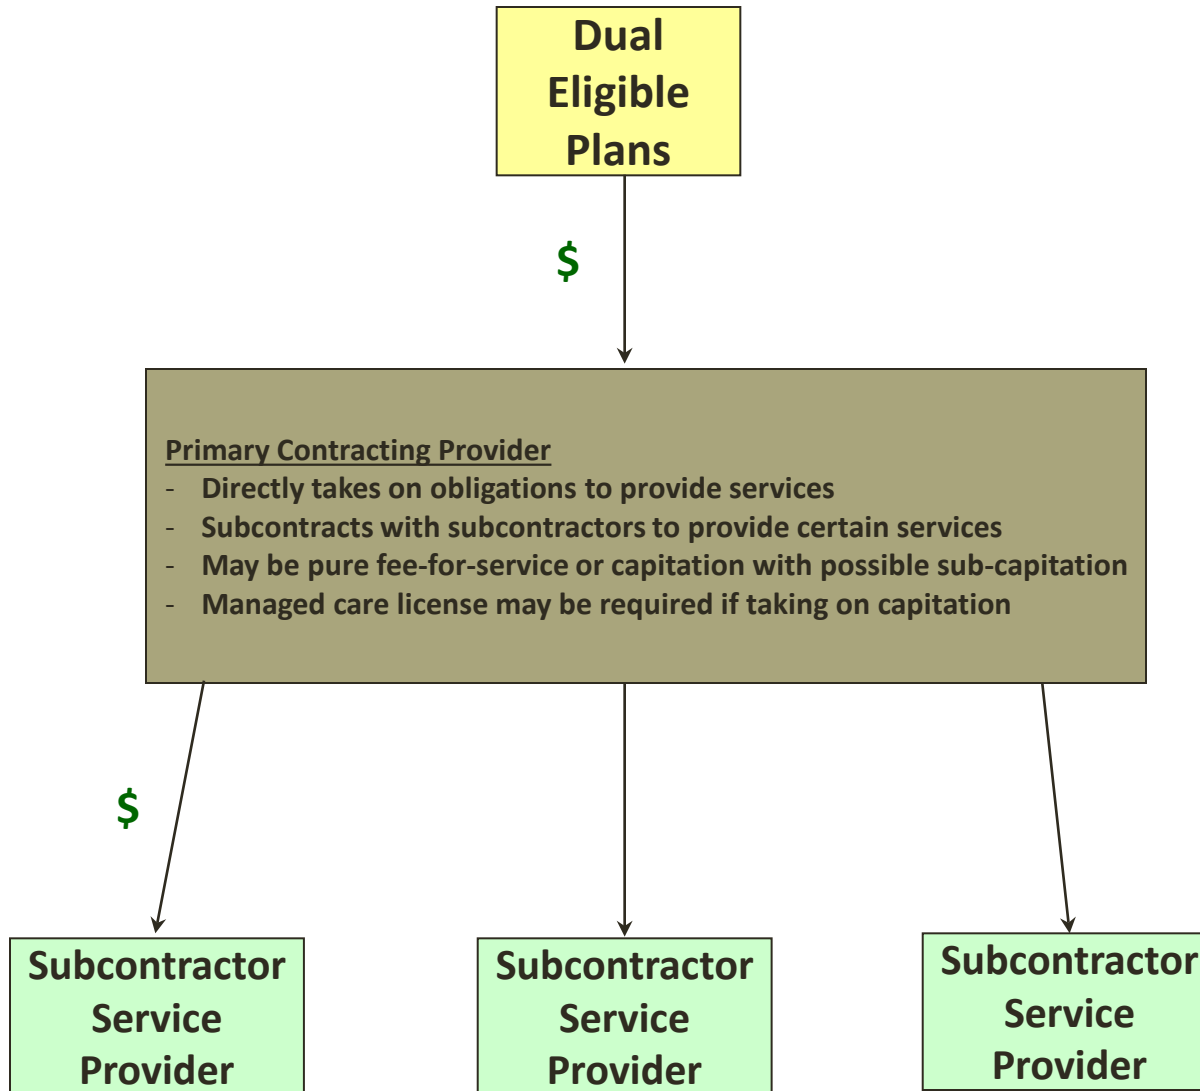 Dual
Eligible
Plans
$
Primary Contracting Provider
- Directly takes on obligations to provide services
- Subcontracts with subcontractors to provide certain services
- May be pure fee-for-service or capitation with possible sub-capitation
- Managed care license may be required if taking on capitation
$
Subcontractor
Service
Provider
Subcontractor
Service
Provider
Subcontractor
Service
Provider